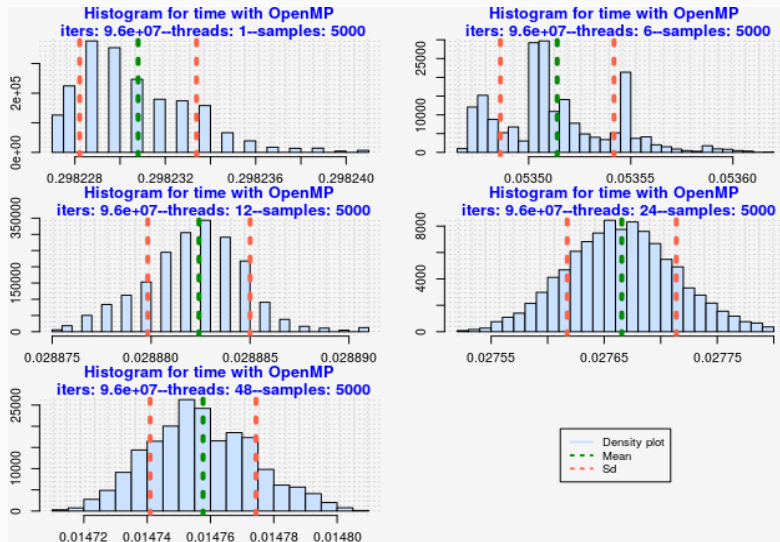 Histogram for time with OpenMP
iters: 9.6e+07--threads: 1--samples: 5000
0e+00
2e+05
0.298228
0.298232
0.298236
0.298240
Histogram for time with OpenMP
iters: 9.6e+07--threads: 6--samples: 5000
0
10000
25000
0.05350
0.05355
0.05360
Histogram for time with OpenMP
iters: 9.6e+07--threads: 12--samples: 5000
0
150000
350000
0.028875
0.028880
0.028885
0.028890
Histogram for time with OpenMP
iters: 9.6e+07--threads: 24--samples: 5000
0
4000
8000
0.02755
0.02765
0.02775
Histogram for time with OpenMP
iters: 9.6e+07--threads: 48--samples: 5000
0
10000
25000
0.01472
0.01474
0.01476
0.01478
0.01480
Density plot
Mean
Sd